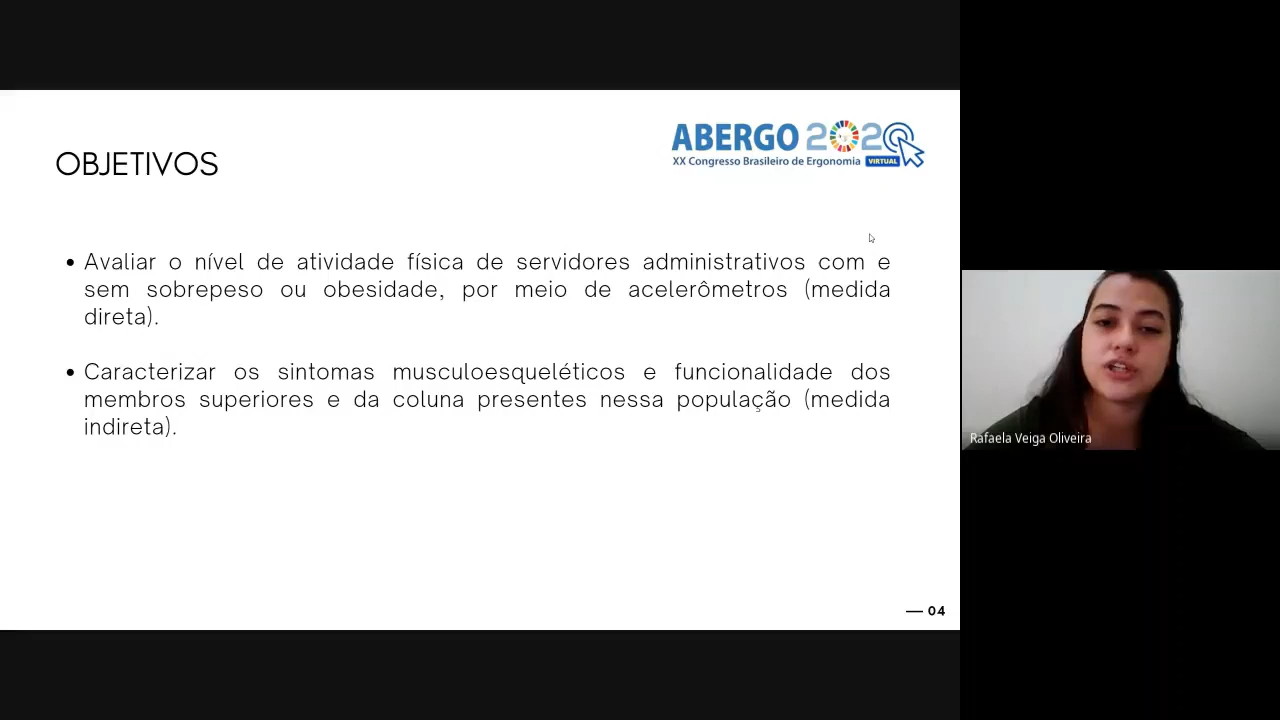 ABERGO 2020
XX Congresso Brasileiro de Ergonomia VIRTUAL
OBJETIVOS
• Avaliar o nível de atividade física de servidores administrativos com e
sem sobrepeso ou obesidade, por meio de acelerômetros (medida
direta).
• Caracterizar os sintomas musculoesqueléticos e funcionalidade dos
membros superiores e da coluna presentes nessa população (medida
indireta).
Rafaela Veiga Oliveira
— 04